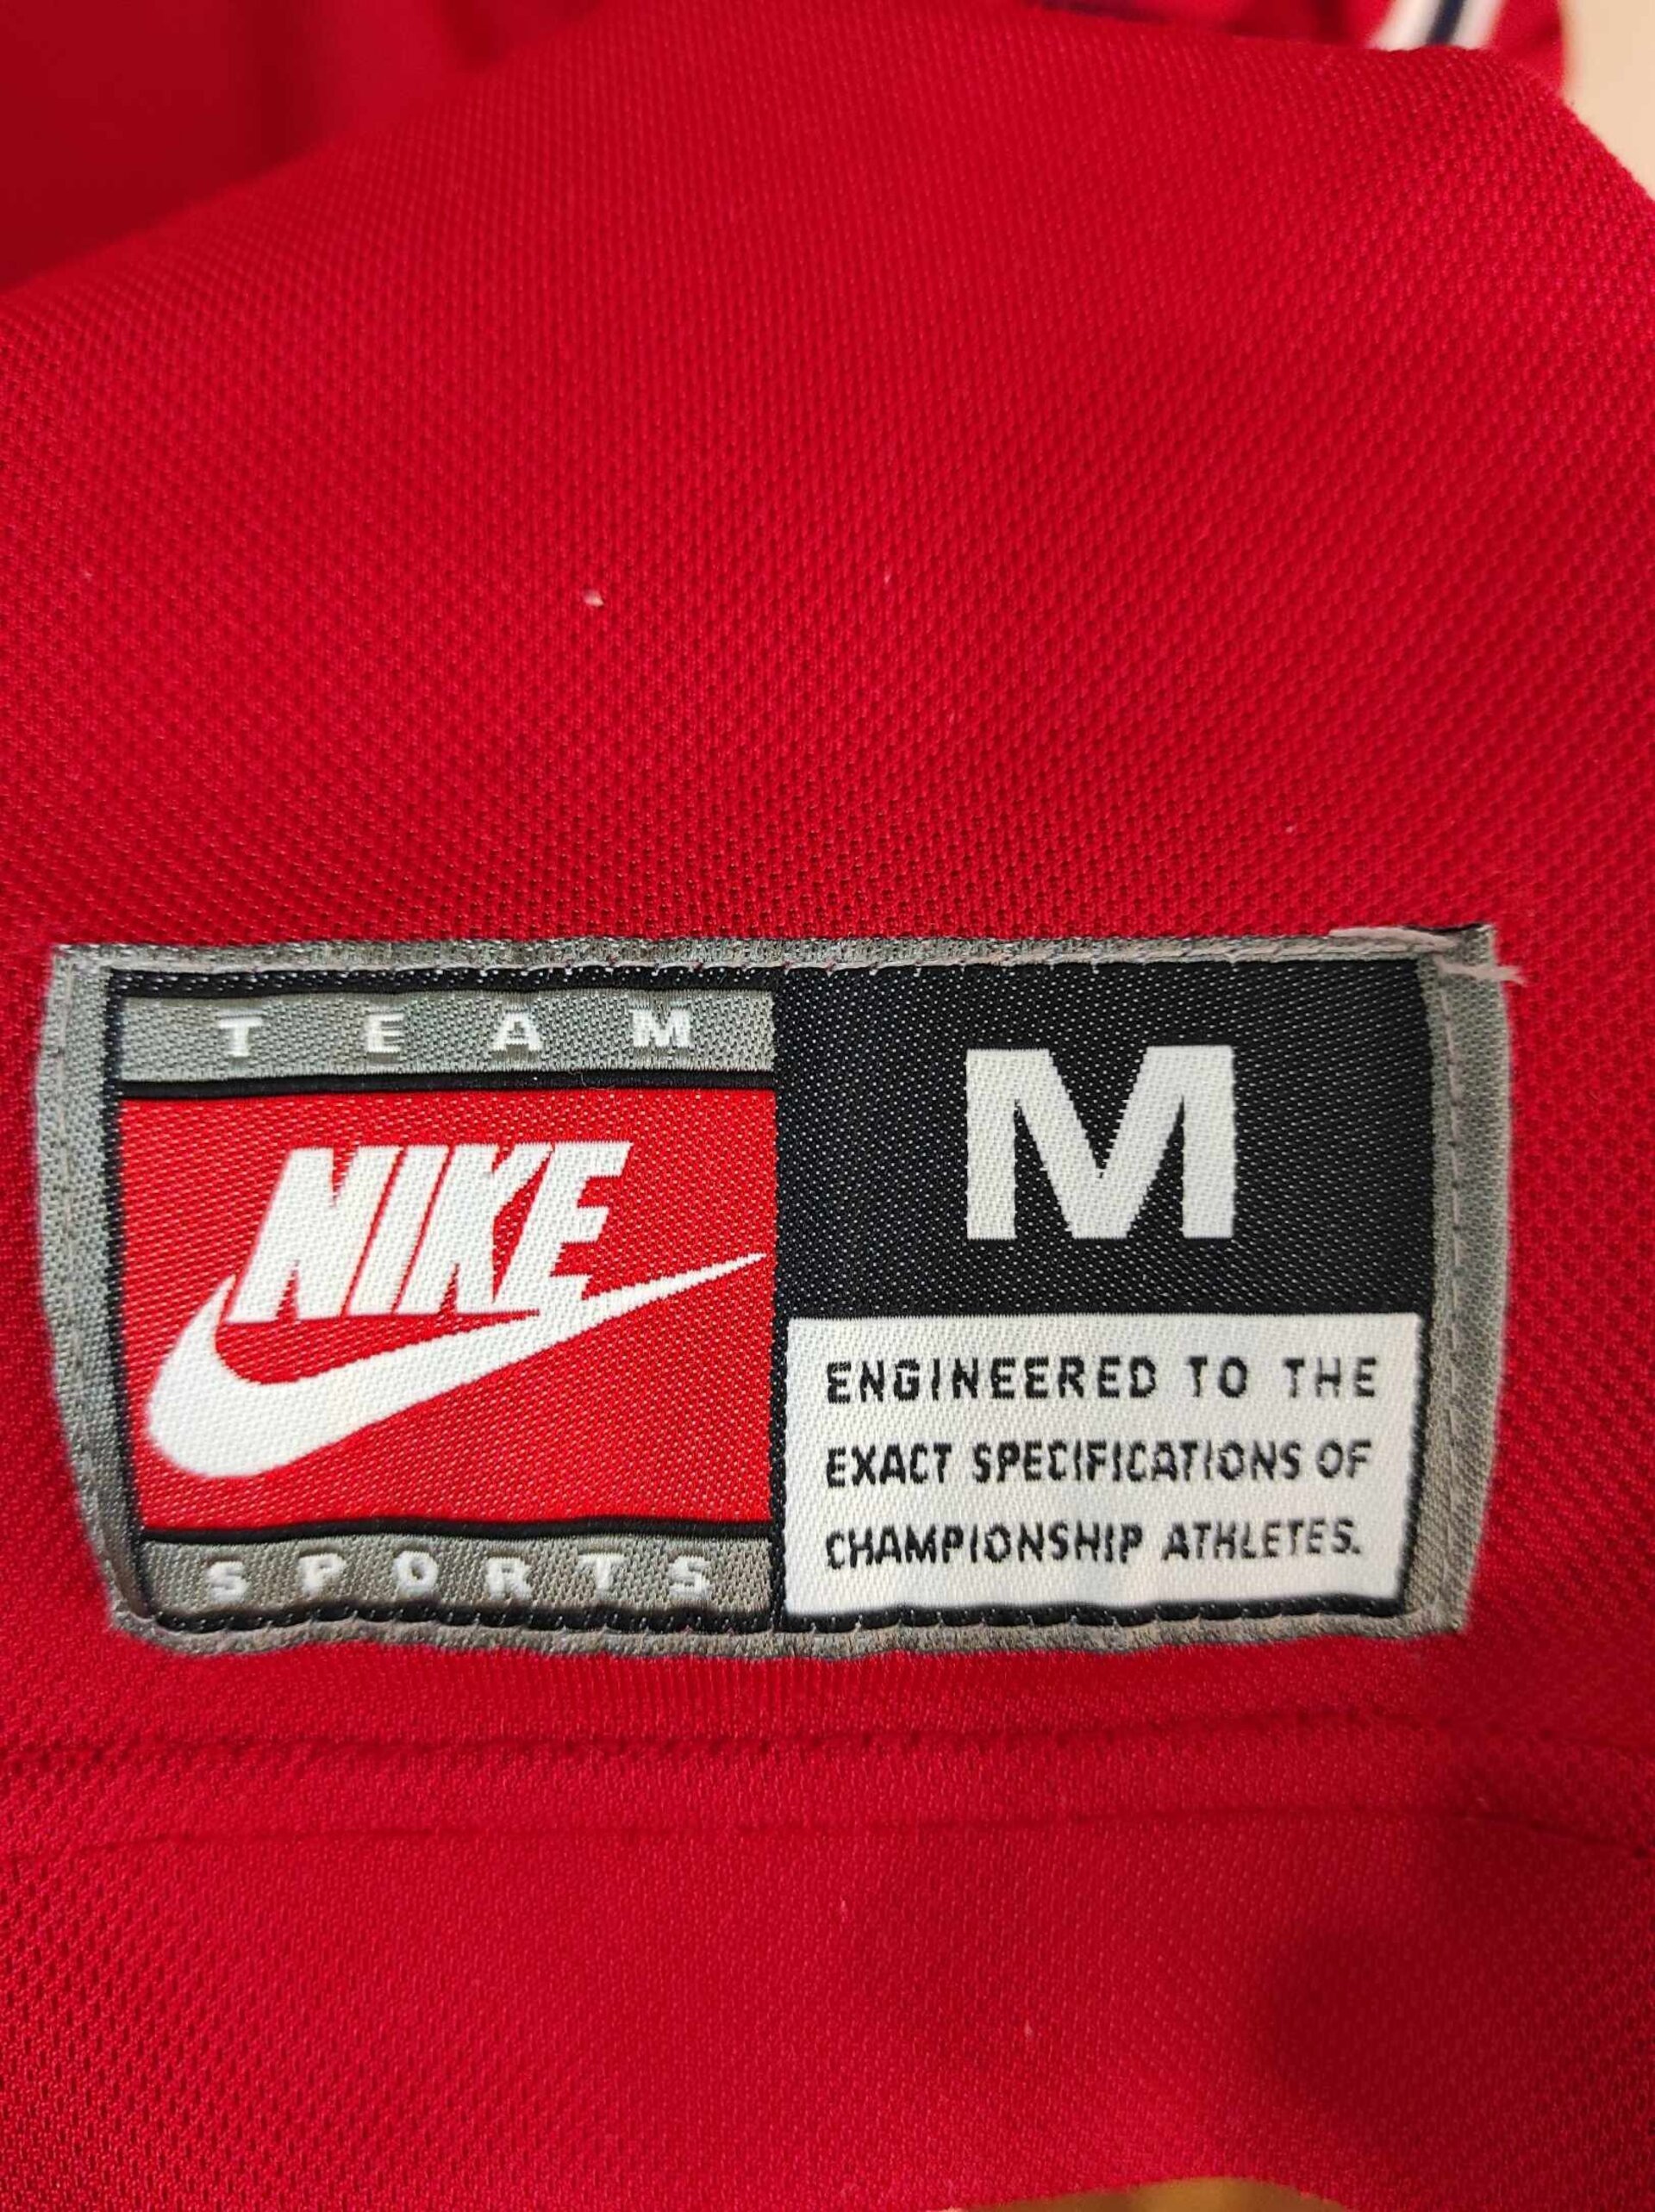 TEAM
NIKE
SPORTS
M
ENGINEERED TO THE
EXACT SPECIFICATIONS OF
CHAMPIONSHIP ATHLETES.